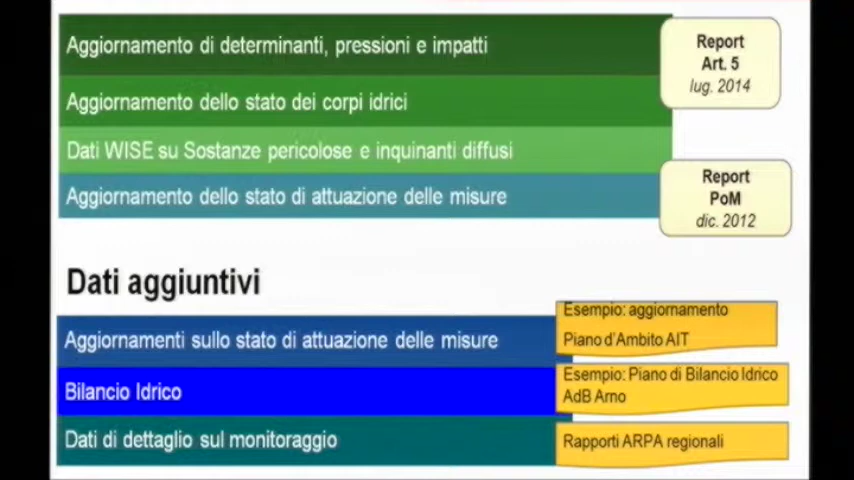 Aggiornamento di determinanti, pressioni e impatti
Report
Art. 5
lug. 2014
Aggiornamento dello stato dei corpi idrici
Dati WISE su Sostanze pericolose e inquinanti diffusi
Aggiornamento dello stato di attuazione delle misure
Report
PoM
dic. 2012
Dati aggiuntivi
Aggiornamenti sullo stato di attuazione delle misure
Esempio: aggiornamento
Piano d'Ambito AIT
Bilancio Idrico
Esempio: Piano di Bilancio Idrico
AdB Arno
Dati di dettaglio sul monitoraggio
Rapporti ARPA regionali